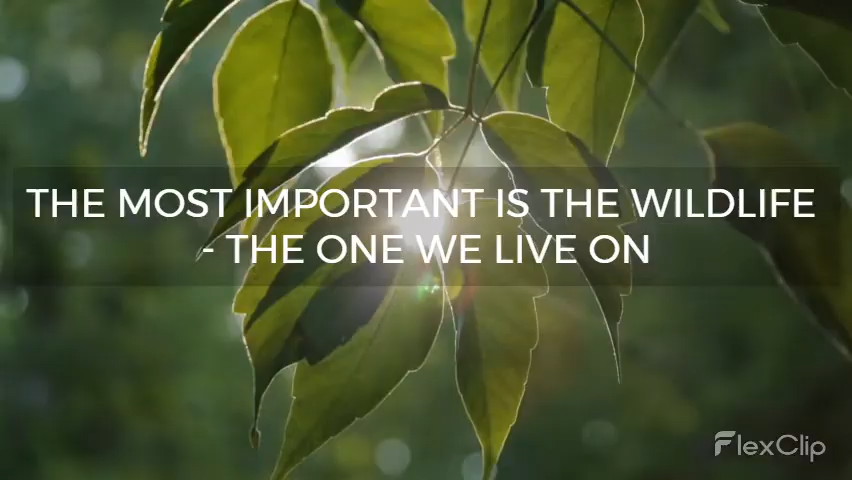 THE MOST IMPORTANT IS THE WILDLIFE
- THE ONE WE LIVE ON
FlexClip